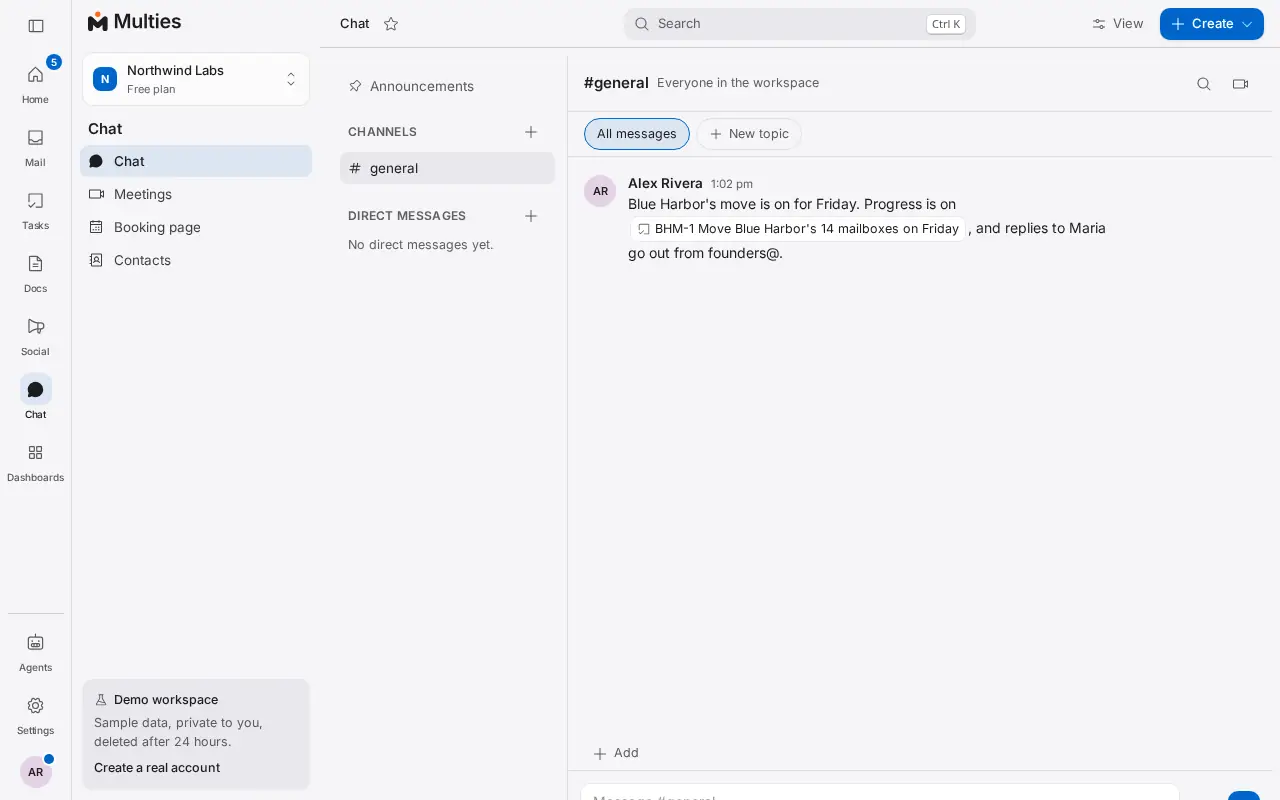 Multies
Chat
Search
Ctrl K
View
Create
5
Home
Mail
Tasks
Docs
Social
Chat
Dashboards
Agents
Settings
AR
N
Northwind Labs
Free plan
Chat
Chat
Meetings
Booking page
Contacts
Demo workspace
Sample data, private to you,
deleted after 24 hours.
Create a real account
Announcements
CHANNELS
# general
DIRECT MESSAGES
No direct messages yet.
#general Everyone in the workspace
All messages
New topic
AR
Alex Rivera 1:02 pm
Blue Harbor's move is on for Friday. Progress is on
BHM-1 Move Blue Harbor's 14 mailboxes on Friday , and replies to Maria
go out from founders@.
Add
Message #general